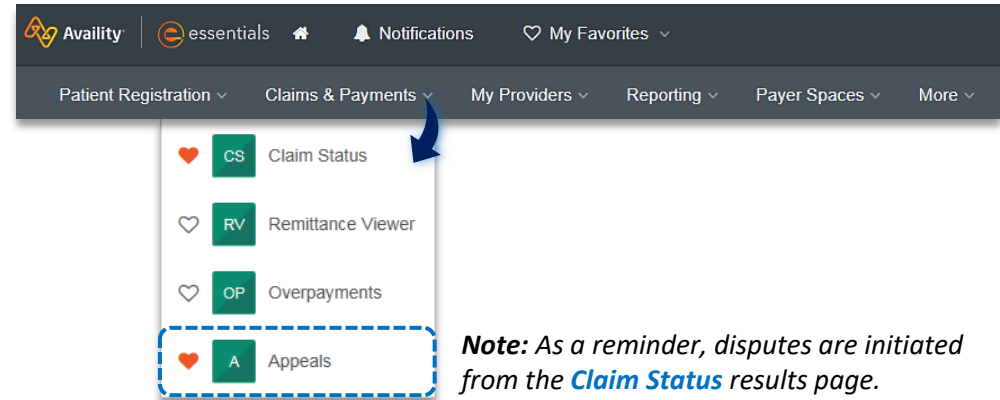 Availity essentials Notifications My Favorites
Patient Registration Claims & Payments My Providers Reporting Payer Spaces More
CS Claim Status
RV Remittance Viewer
OP Overpayments
A Appeals
Note: As a reminder, disputes are initiated
from the Claim Status results page.